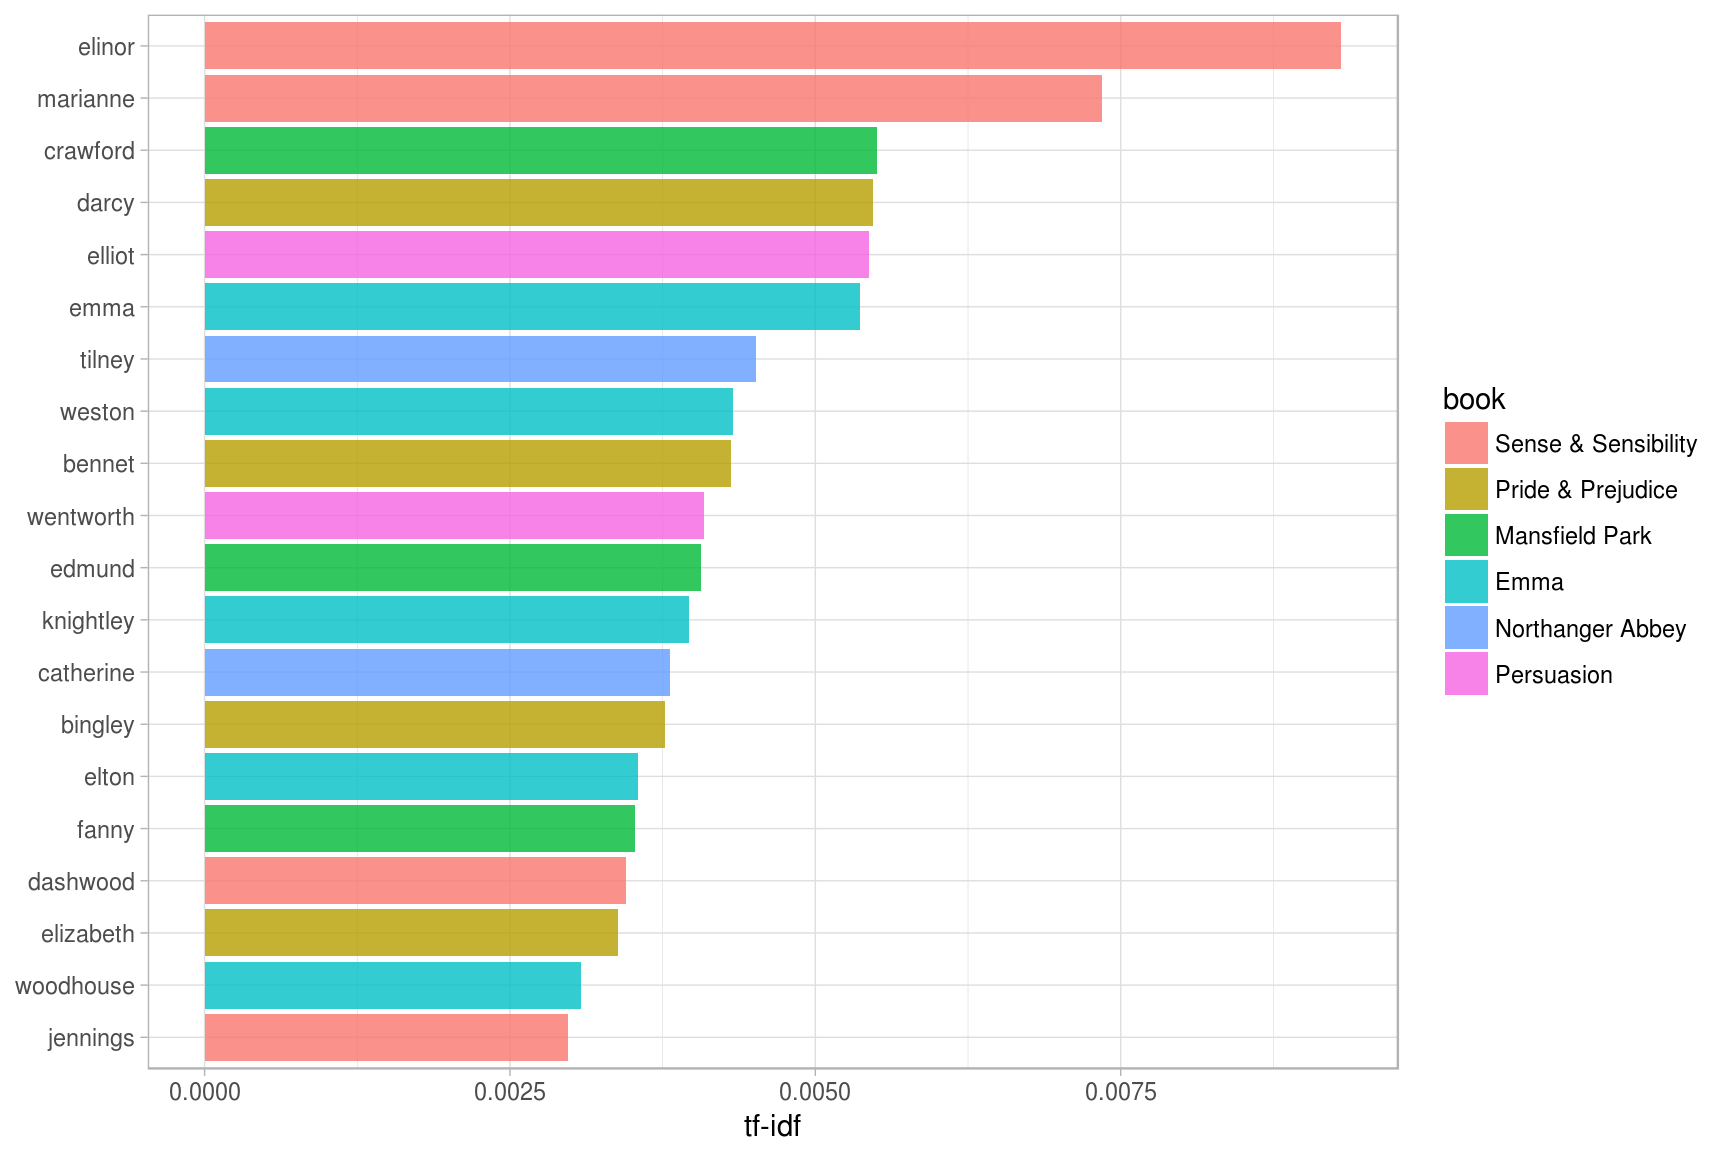 elinor
marianne
crawford
darcy
elliot
emma
tilney
weston
bennet
wentworth
edmund
knightley
catherine
bingley
elton
fanny
dashwood
elizabeth
woodhouse
jennings
0.0000 0.0025 0.0050 0.0075
tf-idf
book
Sense & Sensibility
Pride & Prejudice
Mansfield Park
Emma
Northanger Abbey
Persuasion